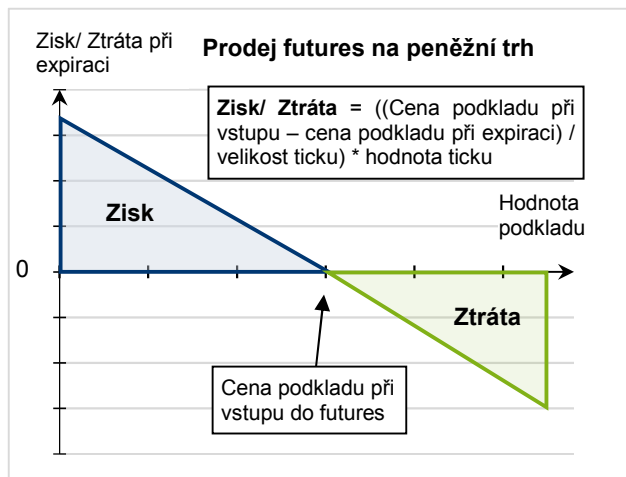 Zisk/ Ztráta při
expiraci
Prodej futures na peněžní trh
Zisk/ Ztráta = ((Cena podkladu při
vstupu – cena podkladu při expiraci) /
velikost ticku) * hodnota ticku
Zisk
Hodnota
podkladu
0
Ztráta
Cena podkladu při
vstupu do futures